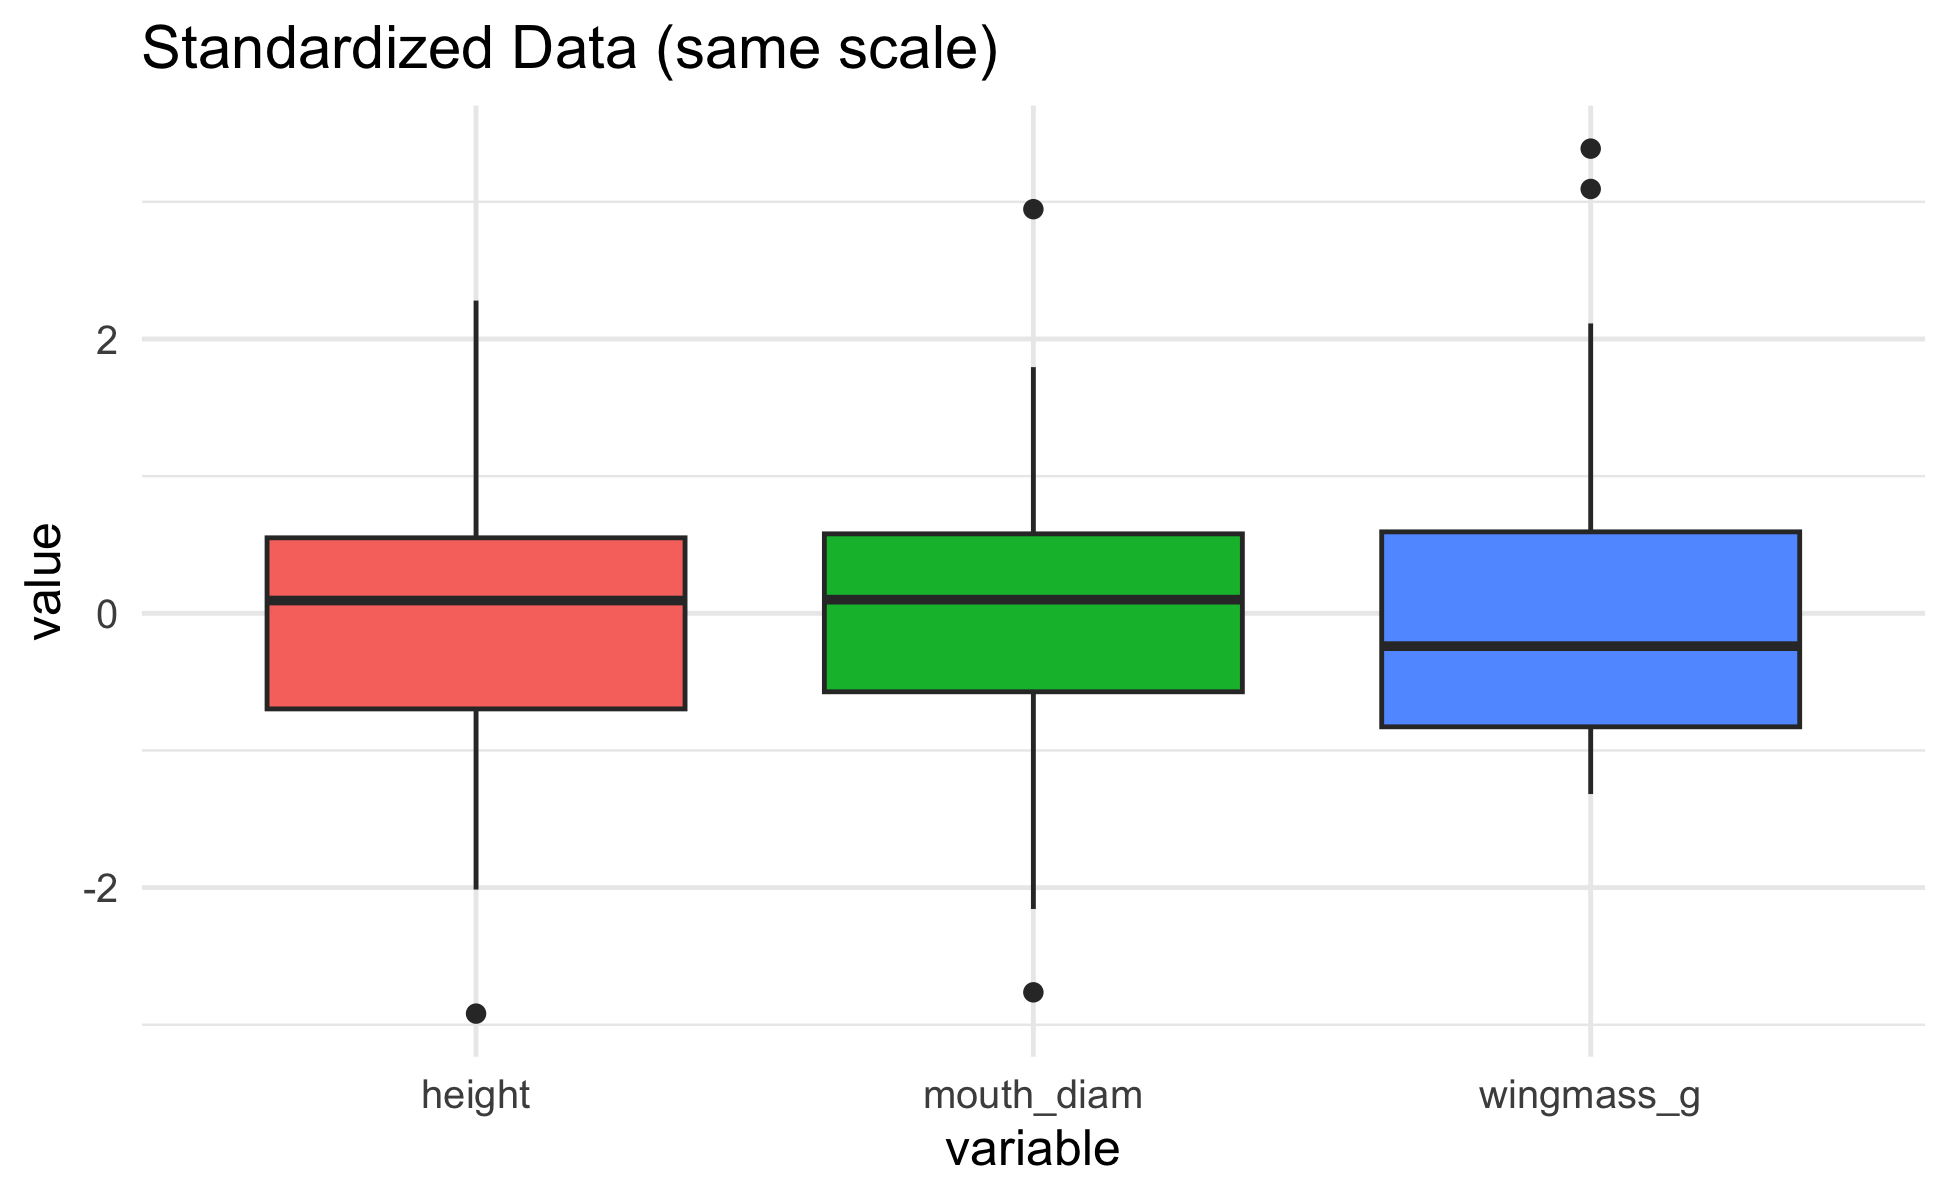 Standardized Data (same scale)
value
2
0
-2
height
mouth_diam
wingmass_g
variable